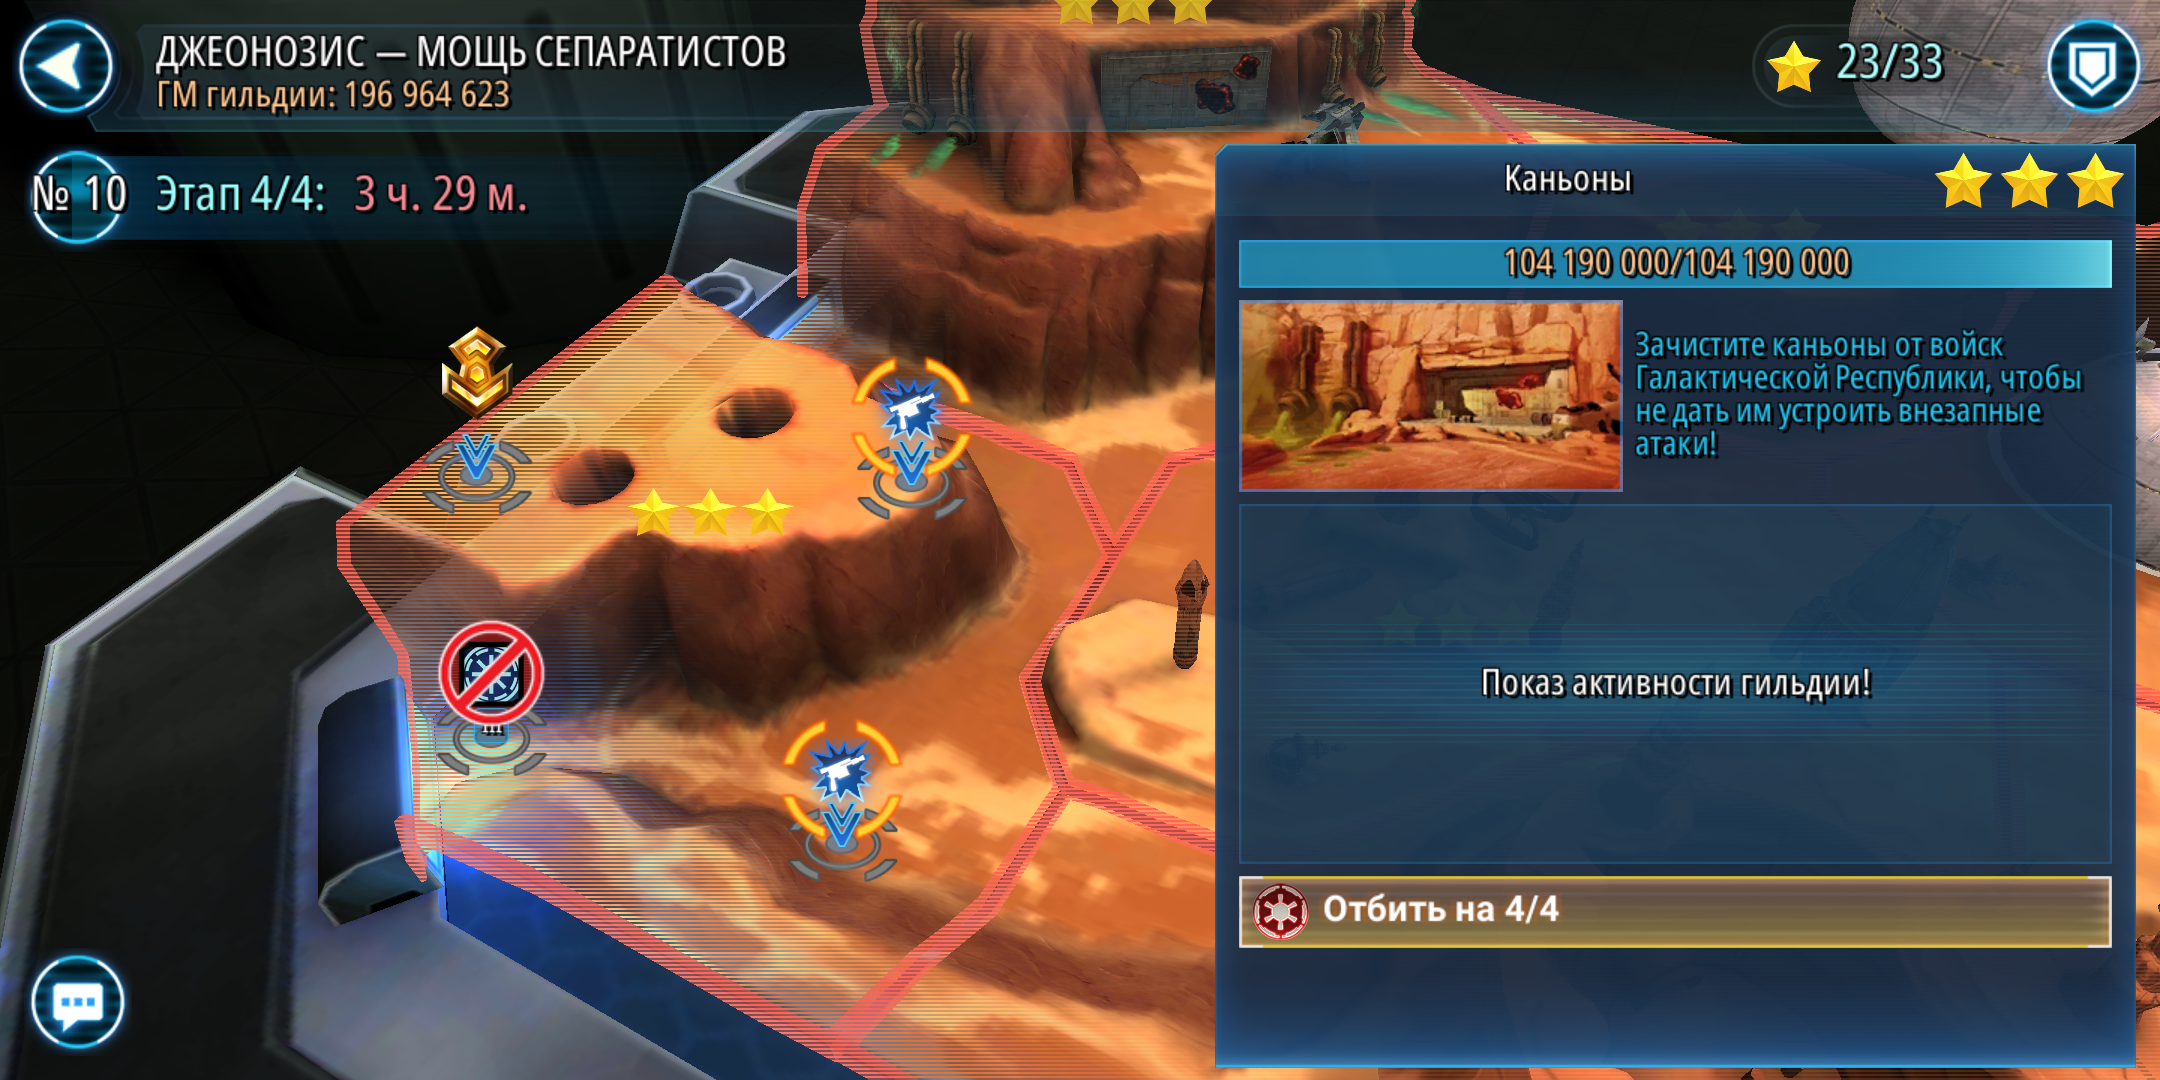 ДЖЕОНОЗИС — МОЩЬ СЕПАРАТИСТОВ
ГМ гильдии: 196 964 623
23/33
№ 10 Этап 4/4: 3 ч. 29 м.
Каньоны
104 190 000/104 190 000
Зачистите каньоны от войск
Галактической Республики, чтобы
не дать им устроить внезапные
атаки!
Показ активности гильдии!
Отбить на 4/4